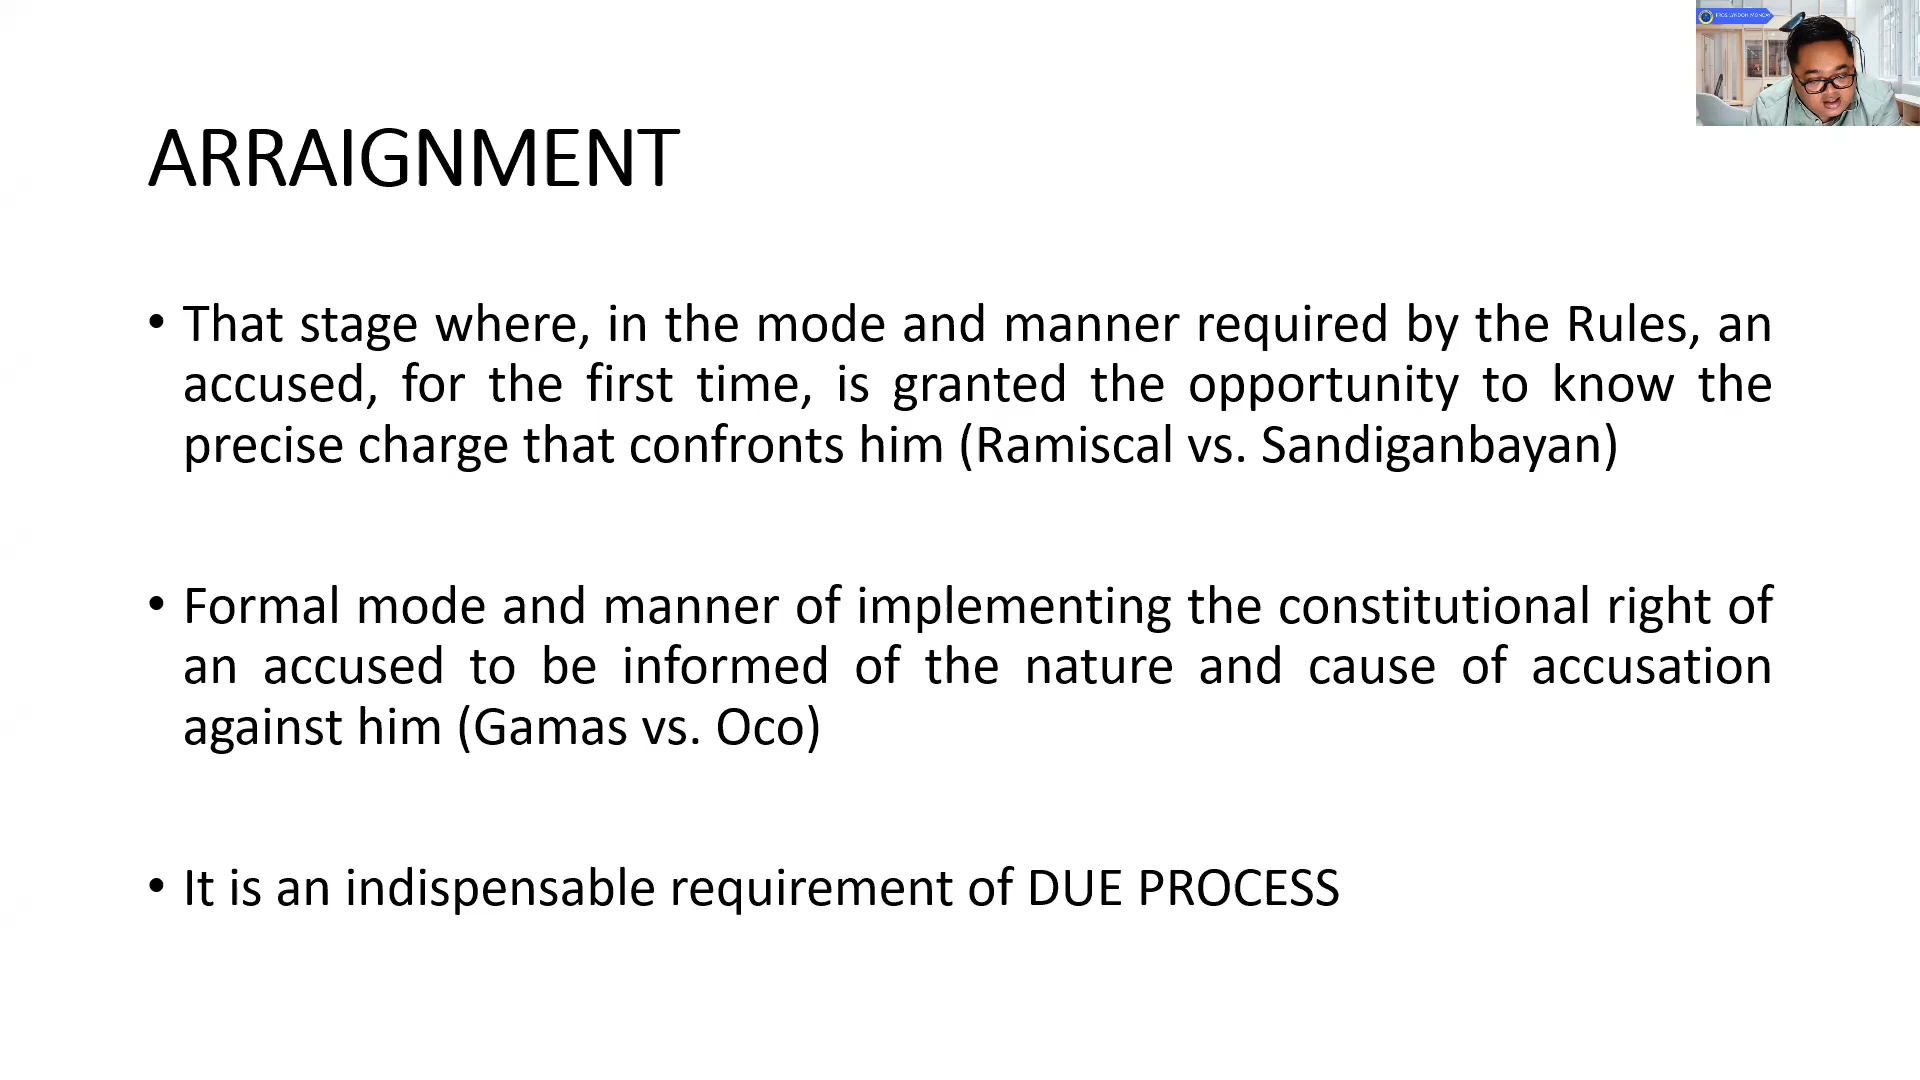 ARRAIGNMENT
• That stage where, in the mode and manner required by the Rules, an
accused, for the first time, is granted the opportunity to know the
precise charge that confronts him (Ramiscal vs. Sandiganbayan)
• Formal mode and manner of implementing the constitutional right of
an accused to be informed of the nature and cause of accusation
against him (Gamas vs. Oco)
• It is an indispensable requirement of DUE PROCESS